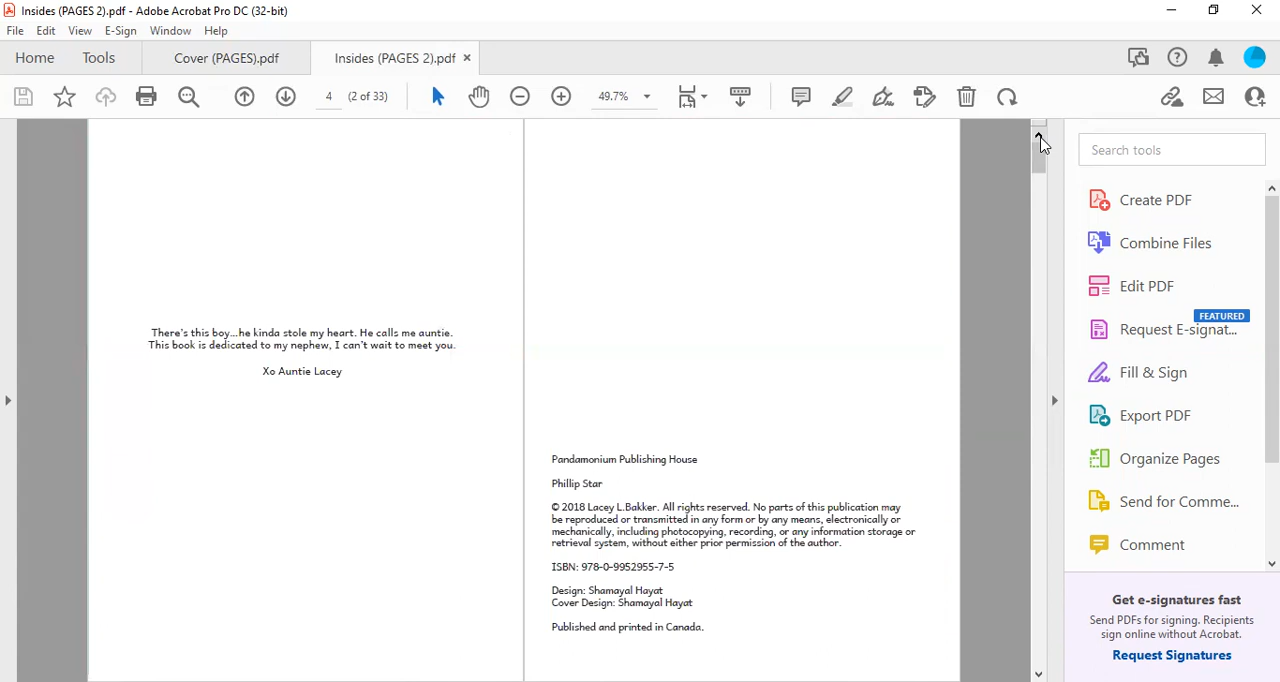 Insides (PAGES 2).pdf - Adobe Acrobat Pro DC (32-bit)
File Edit View E-Sign Window Help
Home Tools Cover (PAGES).pdf Insides (PAGES 2).pdf ×
4 (2 of 33) 49.7%
There's this boy...he kinda stole my heart. He calls me auntie.
This book is dedicated to my nephew, I can't wait to meet you.
Xo Auntie Lacey
Pandamonium Publishing House
Phillip Star
© 2018 Lacey L.Bakker. All rights reserved. No parts of this publication may
be reproduced or transmitted in any form or by any means, electronically or
mechanically, including photocopying, recording, or any information storage or
retrieval system, without either prior permission of the author.
ISBN: 978-0-9952955-7-5
Design: Shamayal Hayat
Cover Design: Shamayal Hayat
Published and printed in Canada.
Search tools
Create PDF
Combine Files
Edit PDF
FEATURED
Request E-signat...
Fill & Sign
Export PDF
Organize Pages
Send for Comme...
Comment
Get e-signatures fast
Send PDFs for signing. Recipients
sign online without Acrobat.
Request Signatures